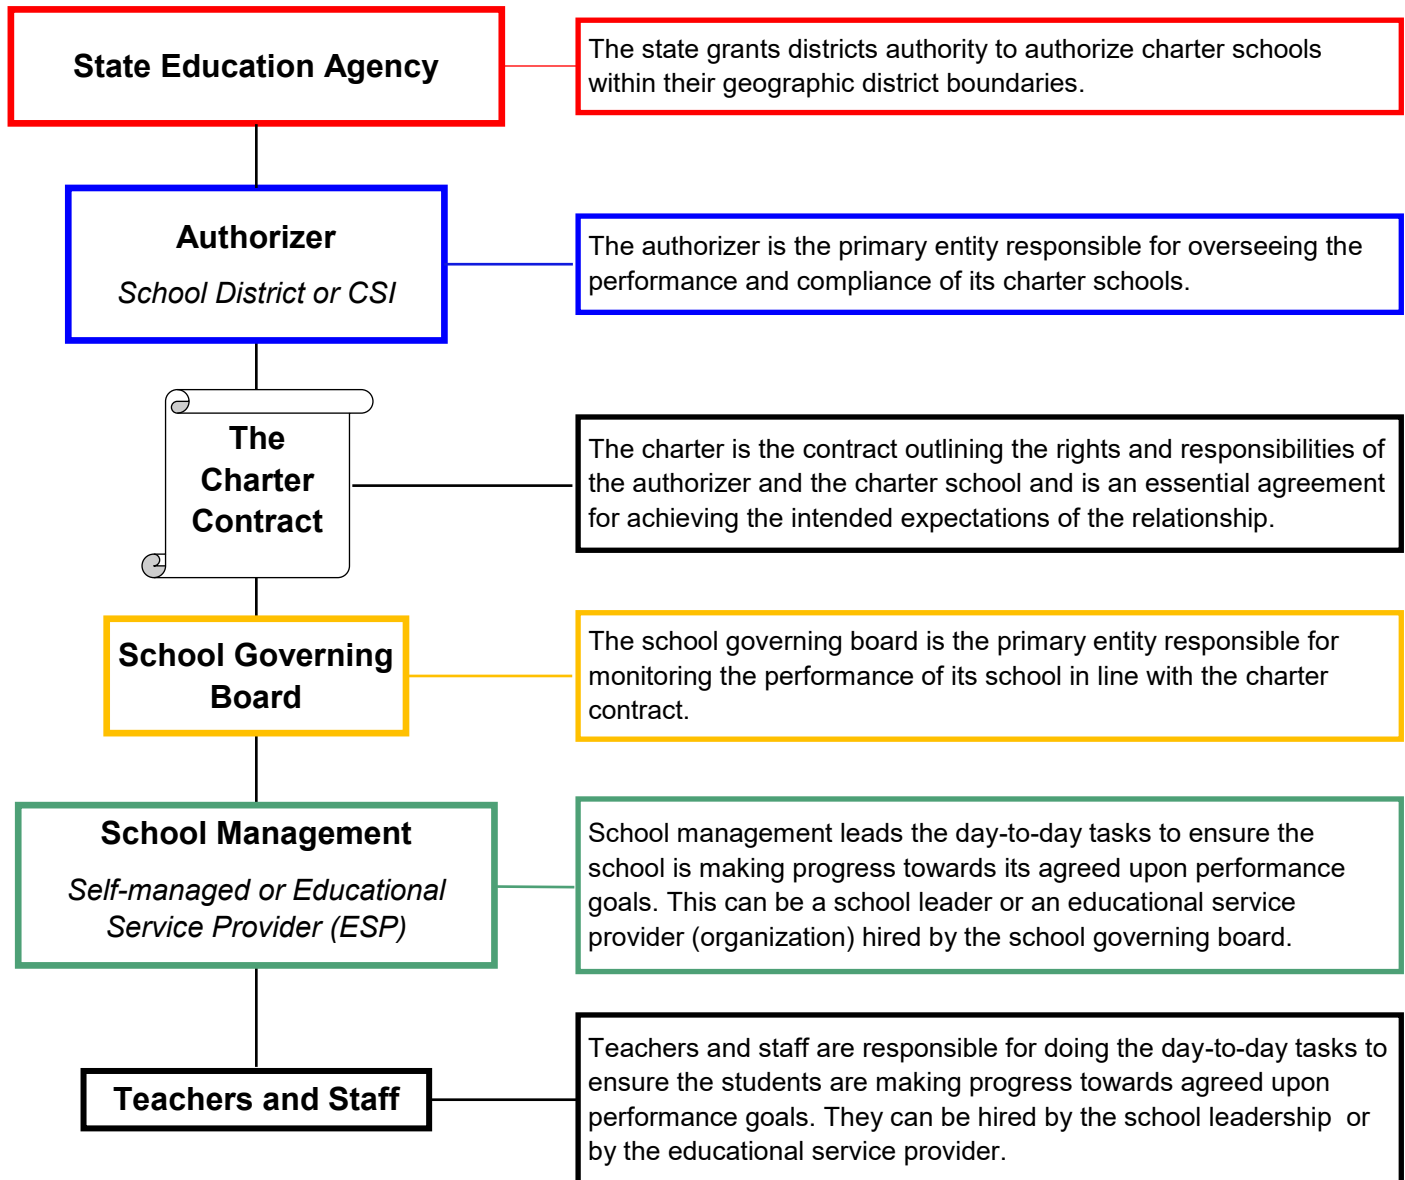 State Education Agency
The state grants districts authority to authorize charter schools
within their geographic district boundaries.
Authorizer
School District or CSI
The authorizer is the primary entity responsible for overseeing the
performance and compliance of its charter schools.
The
Charter
Contract
The charter is the contract outlining the rights and responsibilities of
the authorizer and the charter school and is an essential agreement
for achieving the intended expectations of the relationship.
School Governing
Board
The school governing board is the primary entity responsible for
monitoring the performance of its school in line with the charter
contract.
School Management
Self-managed or Educational
Service Provider (ESP)
School management leads the day-to-day tasks to ensure the
school is making progress towards its agreed upon performance
goals. This can be a school leader or an educational service
provider (organization) hired by the school governing board.
Teachers and Staff
Teachers and staff are responsible for doing the day-to-day tasks to
ensure the students are making progress towards agreed upon
performance goals. They can be hired by the school leadership  or
by the educational service provider.